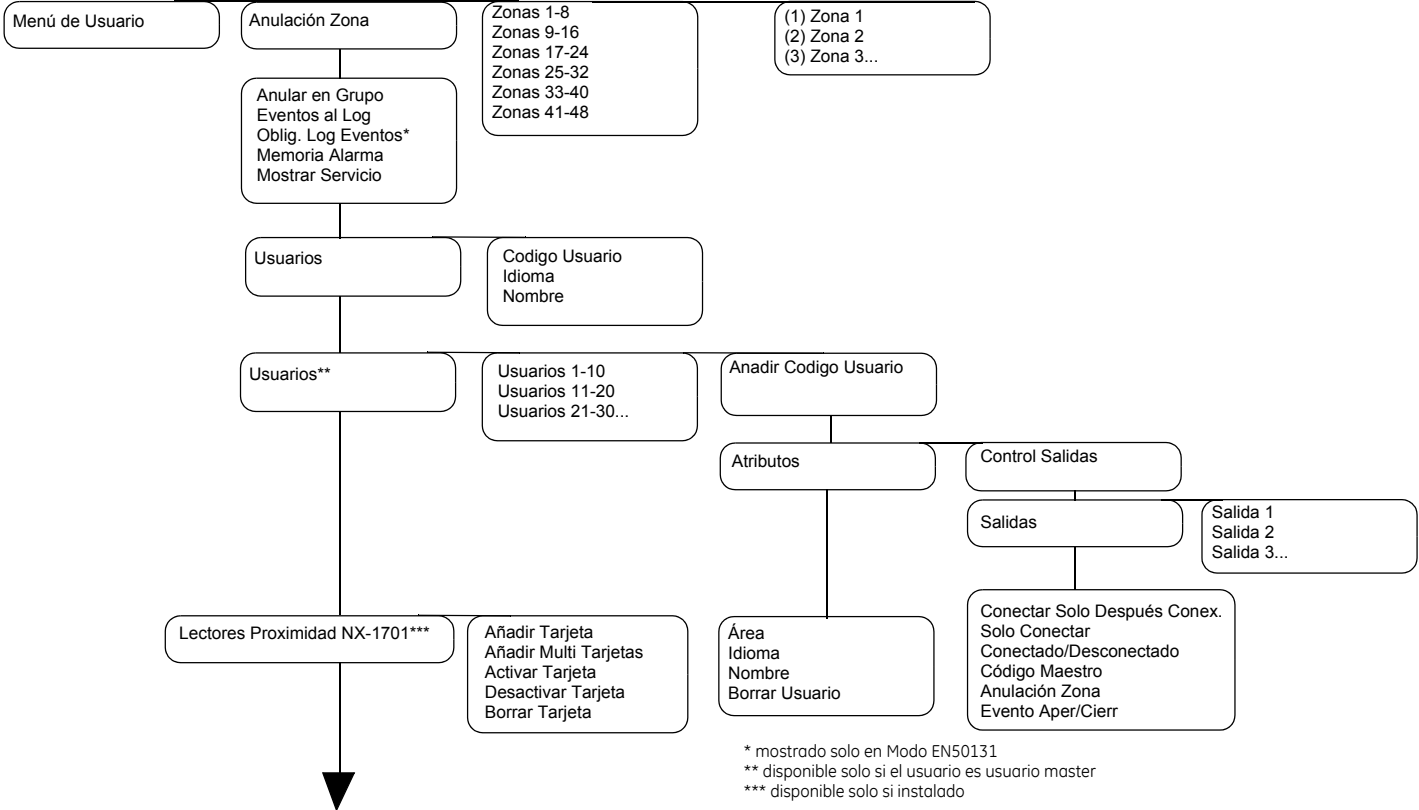 Menú de Usuario
Anulación Zona
Zonas 1-8
Zonas 9-16
Zonas 17-24
Zonas 25-32
Zonas 33-40
Zonas 41-48
(1) Zona 1
(2) Zona 2
(3) Zona 3...
Anular en Grupo
Eventos al Log
Oblig. Log Eventos*
Memoria Alarma
Mostrar Servicio
Usuarios
Codigo Usuario
Idioma
Nombre
Usuarios**
Usuarios 1-10
Usuarios 11-20
Usuarios 21-30...
Anadir Codigo Usuario
Atributos
Control Salidas
Salidas
Salida 1
Salida 2
Salida 3...
Lectores Proximidad NX-1701***
Añadir Tarjeta
Añadir Multi Tarjetas
Activar Tarjeta
Desactivar Tarjeta
Borrar Tarjeta
Área
Idioma
Nombre
Borrar Usuario
Conectar Solo Después Conex.
Solo Conectar
Conectado/Desconectado
Código Maestro
Anulación Zona
Evento Aper/Cierr
* mostrado solo en Modo EN50131
** disponible solo si el usuario es usuario master
*** disponible solo si instalado